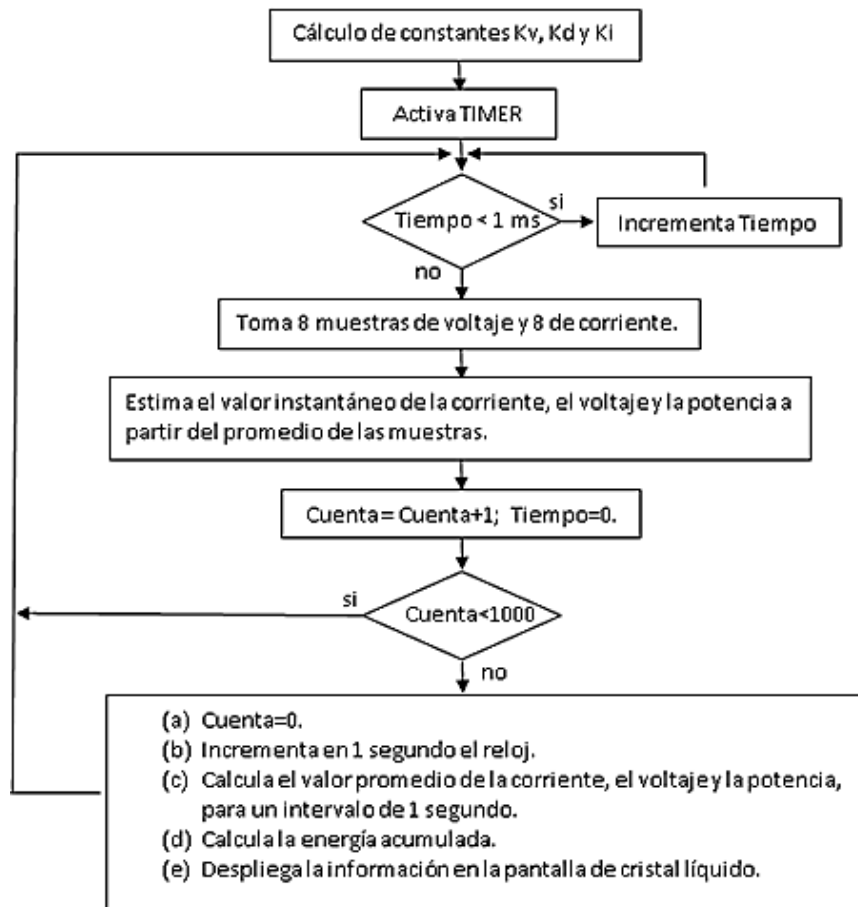 Cálculo de constantes Kv, Kd y Ki
Activa TIMER
Tiempo < 1 ms
si
Incrementa Tiempo
no
Toma 8 muestras de voltaje y 8 de corriente.
Estima el valor instantáneo de la corriente, el voltaje y la potencia a
partir del promedio de las muestras.
Cuenta= Cuenta+1; Tiempo=0.
si
Cuenta<1000
no
(a) Cuenta=0.
(b) Incrementa en 1 segundo el reloj.
(c) Calcula el valor promedio de la corriente, el voltaje y la potencia,
para un intervalo de 1 segundo.
(d) Calcula la energía acumulada.
(e) Despliega la información en la pantalla de cristal líquido.